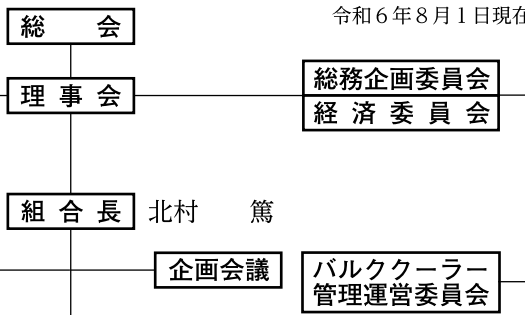 令和６年８月１日現在
総会
理事会
総務企画委員会
経済委員会
組合長 北村 篤
企画会議
バルククーラー
管理運営委員会